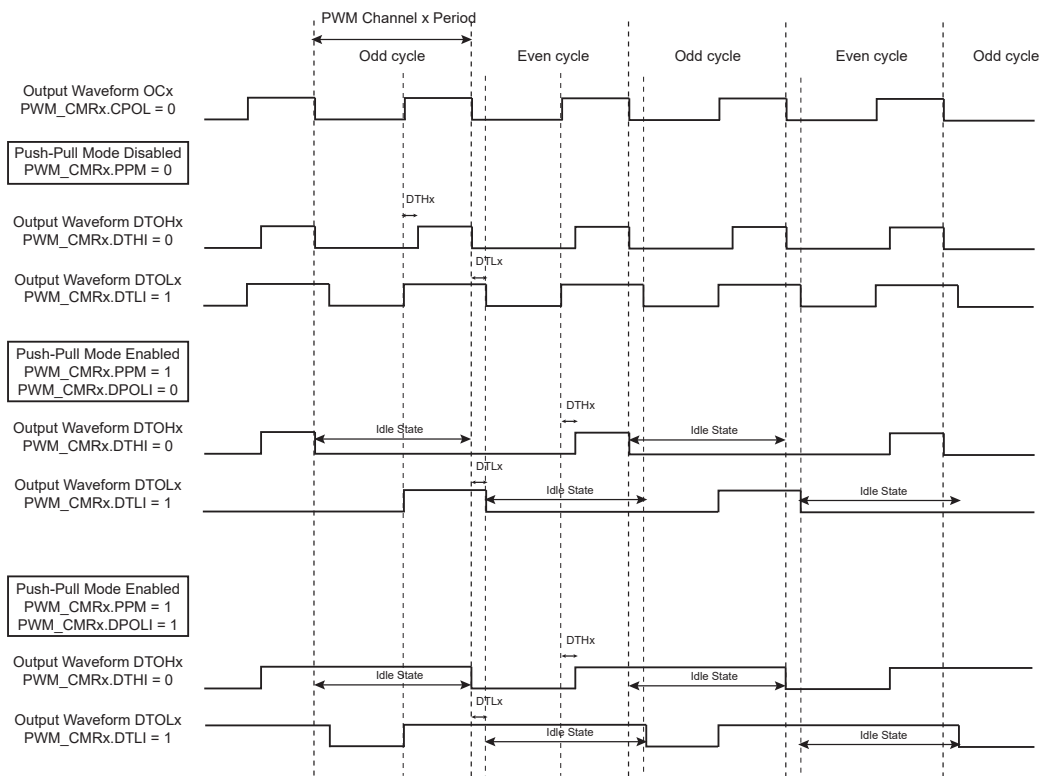 PWM Channel x Period
Odd cycle
Even cycle
Odd cycle
Even cycle
Odd cycle
Output Waveform OCx
PWM_CMRx.CPOL = 0
Push-Pull Mode Disabled
PWM_CMRx.PPM = 0
DTHx
Output Waveform DTOHx
PWM_CMRx.DTHI = 0
DTLx
Output Waveform DTOLx
PWM_CMRx.DTLI = 1
Push-Pull Mode Enabled
PWM_CMRx.PPM = 1
PWM_CMRx.DPOLI = 0
DTHx
Output Waveform DTOHx
PWM_CMRx.DTHI = 0
Idle State
Idle State
DTLx
Output Waveform DTOLx
PWM_CMRx.DTLI = 1
Idle State
Idle State
Push-Pull Mode Enabled
PWM_CMRx.PPM = 1
PWM_CMRx.DPOLI = 1
DTHx
Output Waveform DTOHx
PWM_CMRx.DTHI = 0
Idle State
Idle State
DTLx
Output Waveform DTOLx
PWM_CMRx.DTLI = 1
Idle State
Idle State